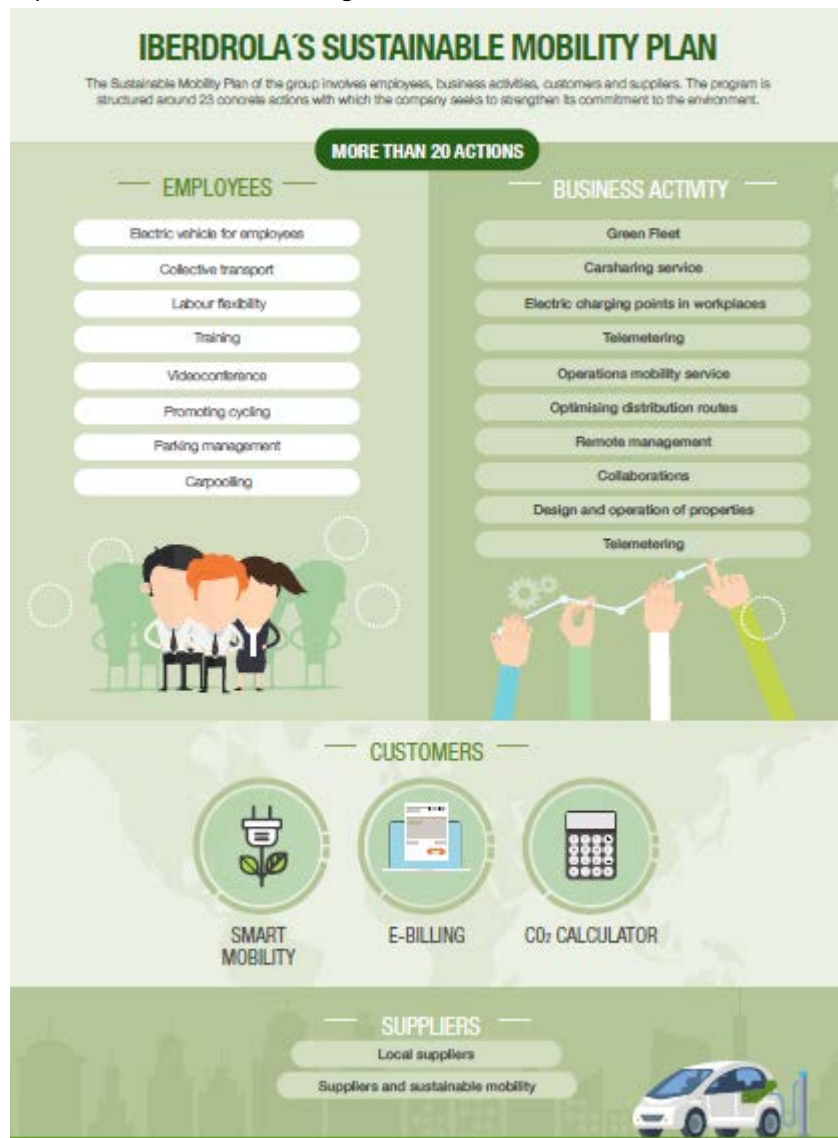 IBERDROLA´S SUSTAINABLE MOBILITY PLAN
The Sustainable Mobility Plan of the group involves employees, business activities, customers and suppliers. The program is
structured around 23 concrete actions with which the company seeks to strengthen its commitment to the environment.
MORE THAN 20 ACTIONS
EMPLOYEES
Electric vehicle for employees
Collective transport
Labour flexibility
Training
Videoconference
Promoting cycling
Parking management
Carpooling
BUSINESS ACTIVITY
Green Fleet
Carsharing service
Electric charging points in workplaces
Telemetering
Operations mobility service
Optimising distribution routes
Remote management
Collaborations
Design and operation of properties
Telemetering
CUSTOMERS
SMART
MOBILITY
E-BILLING
CO₂ CALCULATOR
SUPPLIERS
Local suppliers
Suppliers and sustainable mobility